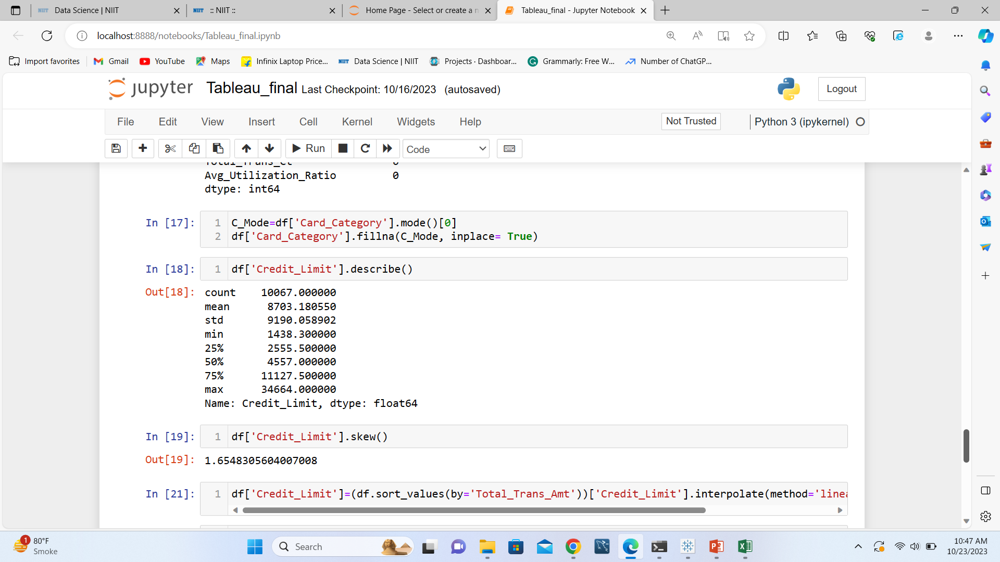 Data Science | NIIT
:: NIIT ::
Home Page - Select or create a n
Tableau_final - Jupyter Notebook
localhost:8888/notebooks/Tableau_final.ipynb
Import favorites
Gmail
YouTube
Maps
Infinix Laptop Price...
Data Science | NIIT
Projects · Dashboar...
Grammarly: Free W...
Number of ChatGP...
jupyter Tableau_final Last Checkpoint: 10/16/2023 (autosaved)
Logout
File Edit View Insert Cell Kernel Widgets Help
Not Trusted
Python 3 (ipykernel)
Run
Code
Total_Trans_Ct 0
Avg_Utilization_Ratio 0
dtype: int64
In [17]:
1 C_Mode=df['Card_Category'].mode()[0]
2 df['Card_Category'].fillna(C_Mode, inplace= True)
In [18]:
1 df['Credit_Limit'].describe()
Out[18]:
count 10067.000000
mean 8703.180550
std 9190.058902
min 1438.300000
25% 2555.500000
50% 4557.000000
75% 11127.500000
max 34664.000000
Name: Credit_Limit, dtype: float64
In [19]:
1 df['Credit_Limit'].skew()
Out[19]:
1.6548305604007008
In [21]:
1 df['Credit_Limit']=(df.sort_values(by='Total_Trans_Amt'))['Credit_Limit'].interpolate(method='linea
1
80°F
Smoke
Search
10:47 AM
10/23/2023